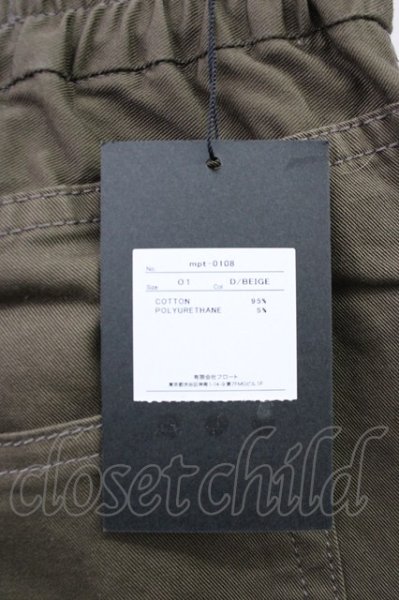 No. mpt-0108
Size 01 Col D/BEIGE
COTTON 95%
POLYURETHANE 5%
有限会社フロート
closetchild